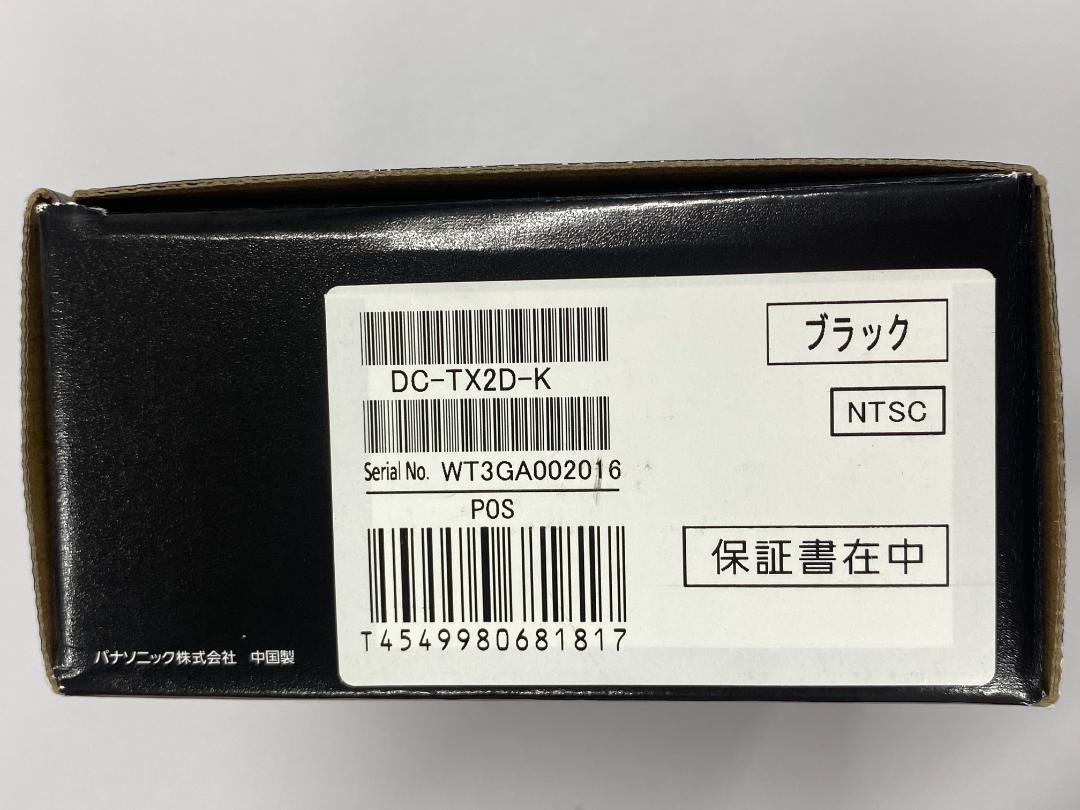 DC-TX2D-K
Serial No. WT3GA002016
POS
T4549980681817
ブラック
NTSC
保証書在中
パナソニック株式会社 中国製